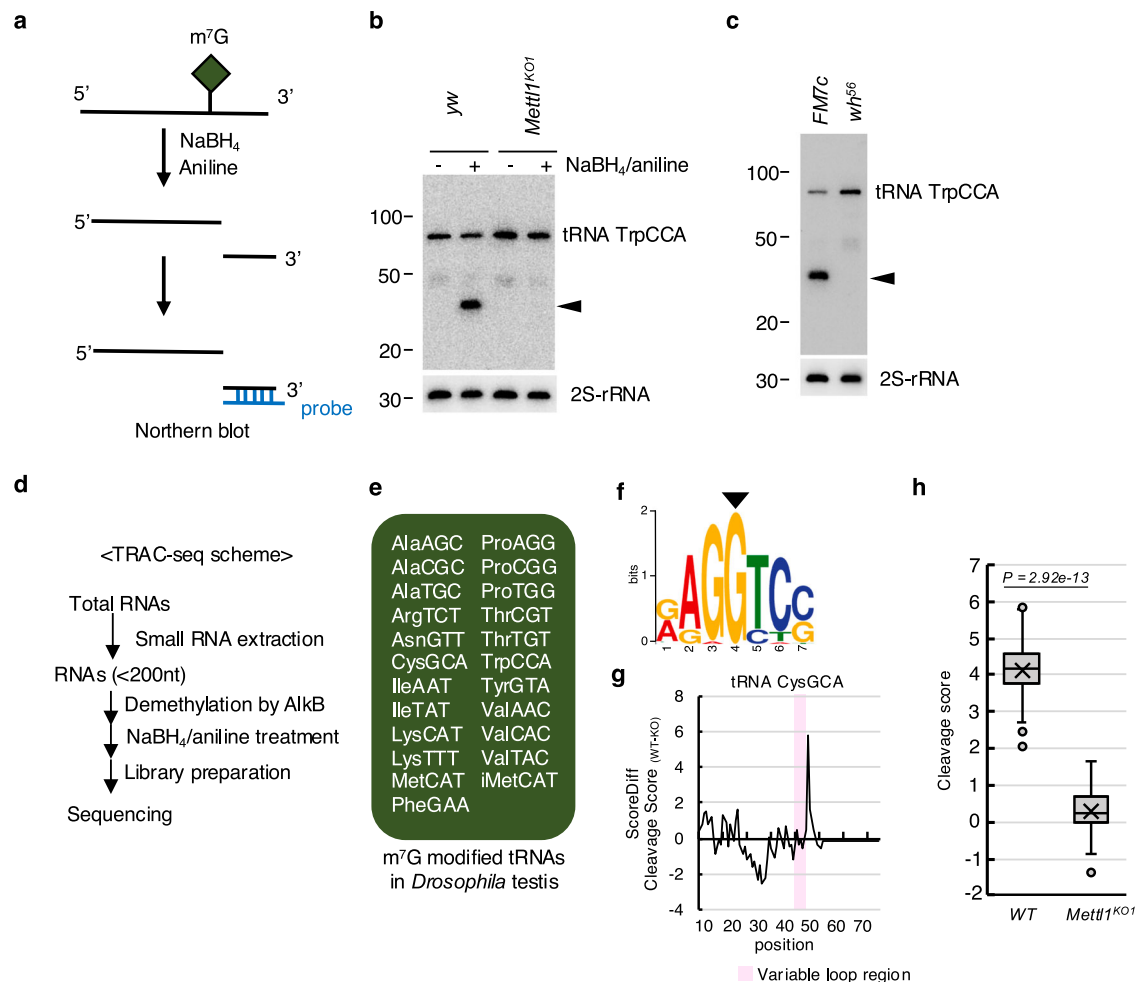 a
m⁷G
5’
3’
NaBH₄
Aniline
5’
3’
5’
3’
probe
Northern blot
b
yw
Mettl1ᴷᴼ¹
- + - + NaBH₄/aniline
100
tRNA TrpCCA
50
20
30
2S-rRNA
c
FM7c
wh⁵⁶
100
tRNA TrpCCA
50
20
30
2S-rRNA
d
<TRAC-seq scheme>
Total RNAs
Small RNA extraction
RNAs (<200nt)
Demethylation by AlkB
NaBH₄/aniline treatment
Library preparation
Sequencing
e
AlaAGC ProAGG
AlaCGC ProCGG
AlaTGC ProTGG
ArgTCT ThrCGT
AsnGTT ThrTGT
CysGCA TrpCCA
IleAAT TyrGTA
IleTAT ValAAC
LysCAT ValCAC
LysTTT ValTAC
MetCAT iMetCAT
PheGAA
m⁷G modified tRNAs
in Drosophila testis
f
2
bits
1
0
G A G G T C C
A G C T G
1 2 3 4 5 6 7
g
tRNA CysGCA
ScoreDiff
Cleavage Score (WT-KO)
8
6
4
2
0
-2
-4
10 20 30 40 50 60 70
position
Variable loop region
h
Cleavage score
7
6
5
4
3
2
1
0
-1
-2
P = 2.92e-13
WT Mettl1ᴷᴼ¹